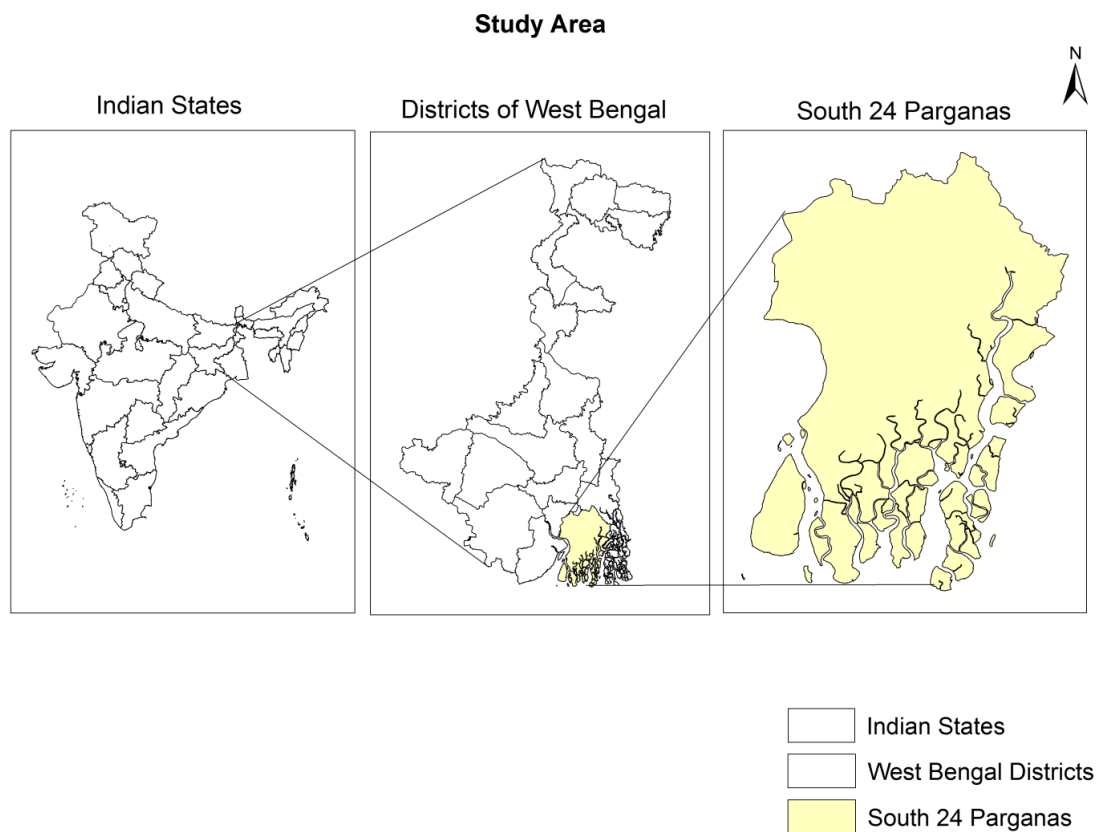 Study Area
N
Indian States
Districts of West Bengal
South 24 Parganas
Indian States
West Bengal Districts
South 24 Parganas